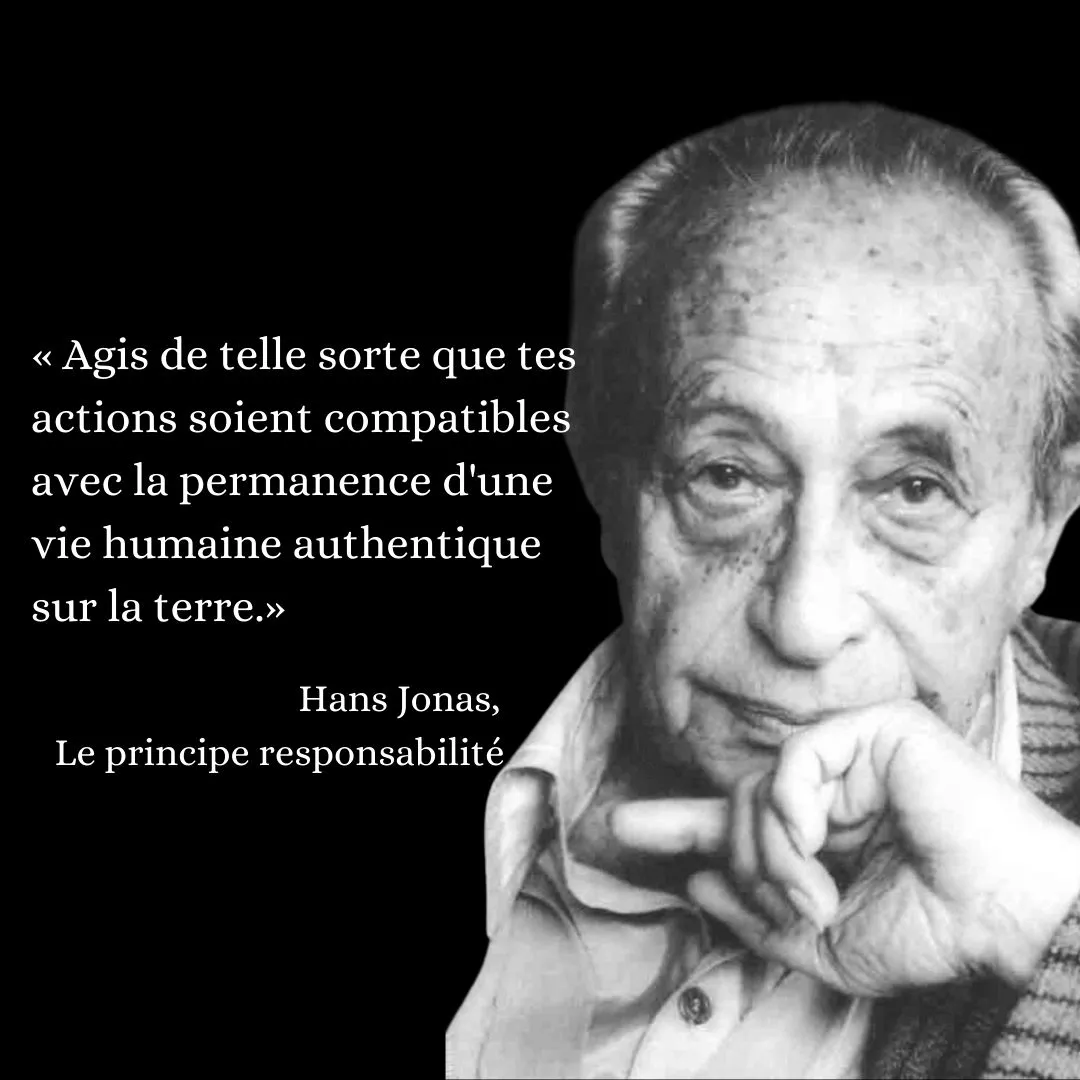 « Agis de telle sorte que tes
actions soient compatibles
avec la permanence d'une
vie humaine authentique
sur la terre.»
Hans Jonas,
Le principe responsabilité